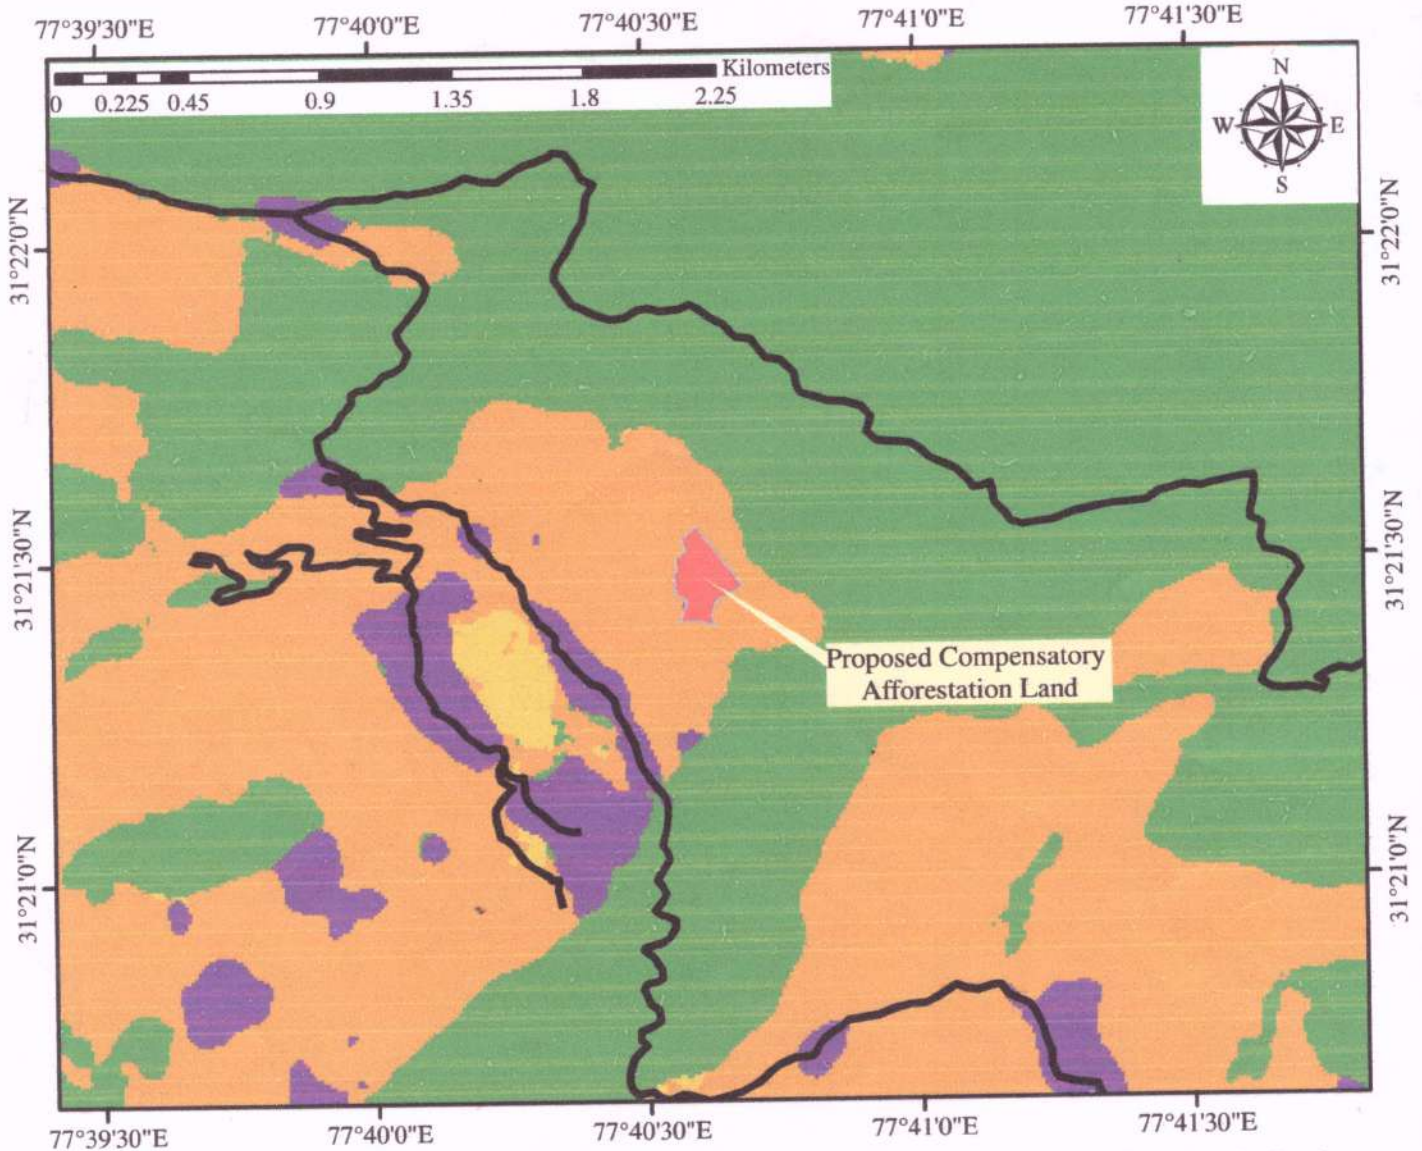 77°39'30"E 77°40'0"E 77°40'30"E 77°41'0"E 77°41'30"E
Kilometers
0 0.225 0.45 0.9 1.35 1.8 2.25
N
W E
S
31°22'0"N 31°22'0"N
31°21'30"N 31°21'30"N
Proposed Compensatory
Afforestation Land
31°21'0"N 31°21'0"N
77°39'30"E 77°40'0"E 77°40'30"E 77°41'0"E 77°41'30"E